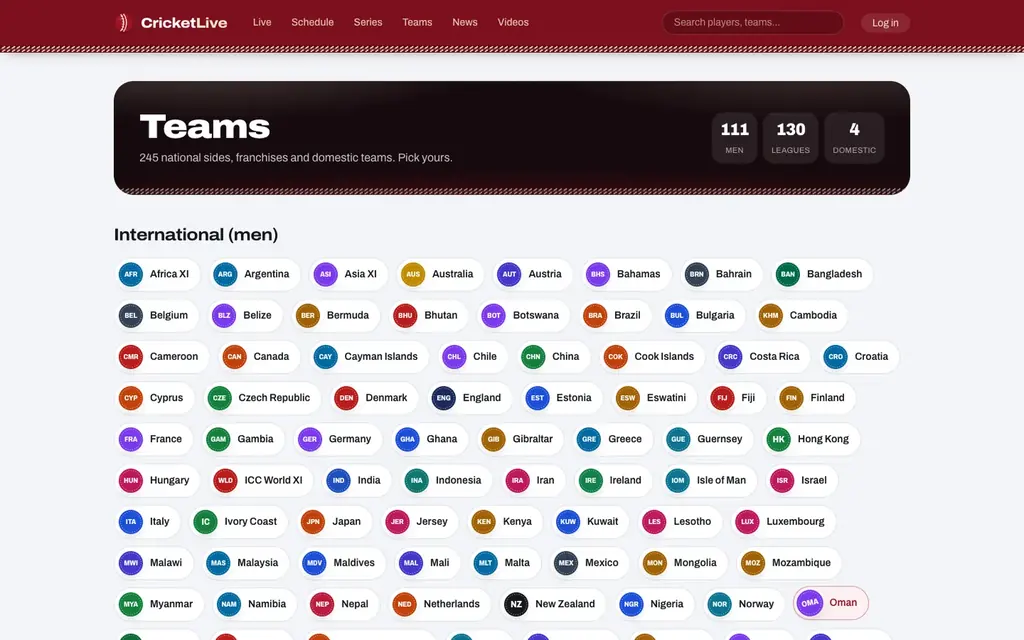 CricketLive Live Schedule Series Teams News Videos Search players, teams... Log in
Teams
245 national sides, franchises and domestic teams. Pick yours.
111 130 4
MEN LEAGUES DOMESTIC
International (men)
AFR Africa XI ARG Argentina ASI Asia XI AUS Australia AUT Austria BHS Bahamas BRN Bahrain BAN Bangladesh
BEL Belgium BLZ Belize BER Bermuda BHU Bhutan BOT Botswana BRA Brazil BUL Bulgaria KHM Cambodia
CMR Cameroon CAN Canada CAY Cayman Islands CHL Chile CHN China COK Cook Islands CRC Costa Rica CRO Croatia
CYP Cyprus CZE Czech Republic DEN Denmark ENG England EST Estonia ESW Eswatini FIJ Fiji FIN Finland
FRA France GAM Gambia GER Germany GHA Ghana GIB Gibraltar GRE Greece GUE Guernsey HK Hong Kong
HUN Hungary WLD ICC World XI IND India INA Indonesia IRA Iran IRE Ireland IOM Isle of Man ISR Israel
ITA Italy IC Ivory Coast JPN Japan JER Jersey KEN Kenya KUW Kuwait LES Lesotho LUX Luxembourg
MWI Malawi MAS Malaysia MDV Maldives MAL Mali MLT Malta MEX Mexico MON Mongolia MOZ Mozambique
MYA Myanmar NAM Namibia NEP Nepal NED Netherlands NZ New Zealand NGR Nigeria NOR Norway OMA Oman